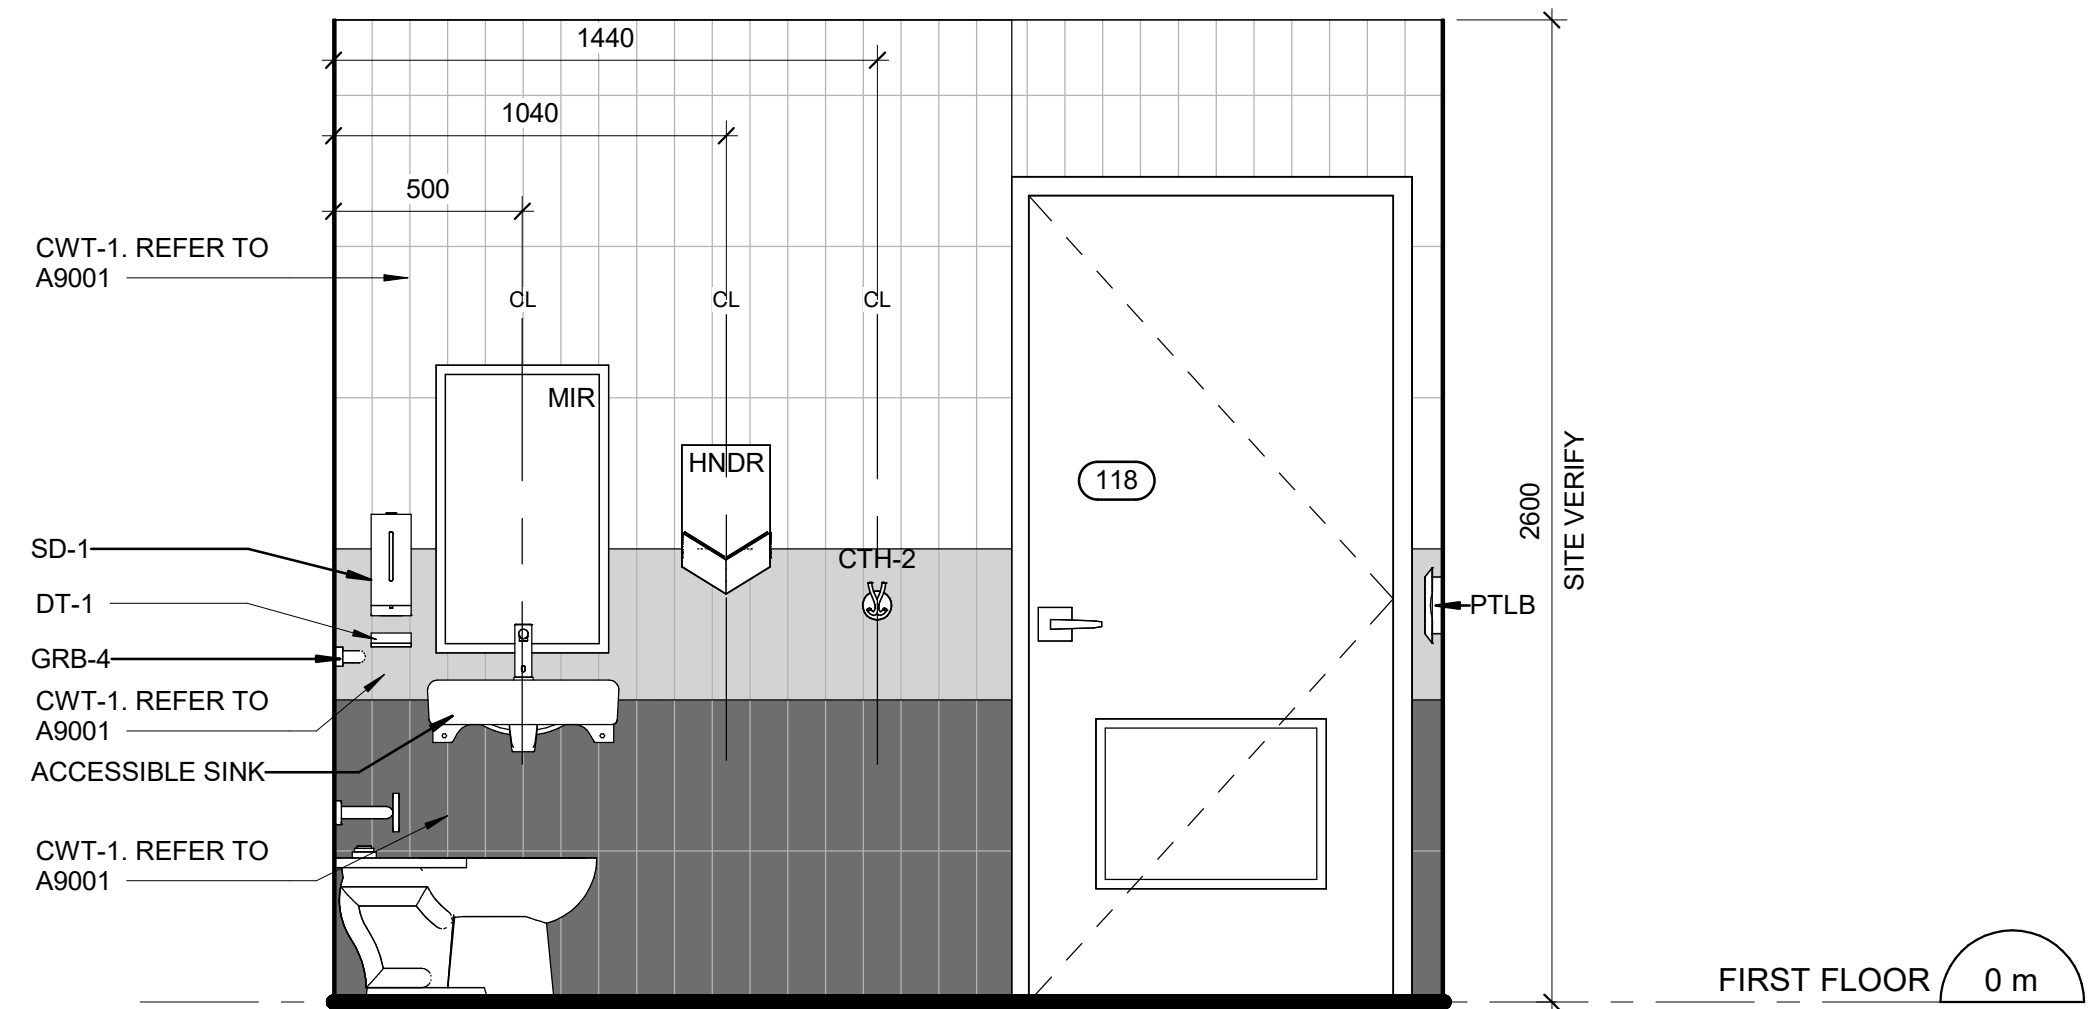 1440
1040
500
CWT-1. REFER TO
A9001
CL
CL
CL
MIR
HNDR
118
2600
SITE VERIFY
SD-1
CTH-2
DT-1
PTLB
GRB-4
CWT-1. REFER TO
A9001
ACCESSIBLE SINK
CWT-1. REFER TO
A9001
FIRST FLOOR
0 m